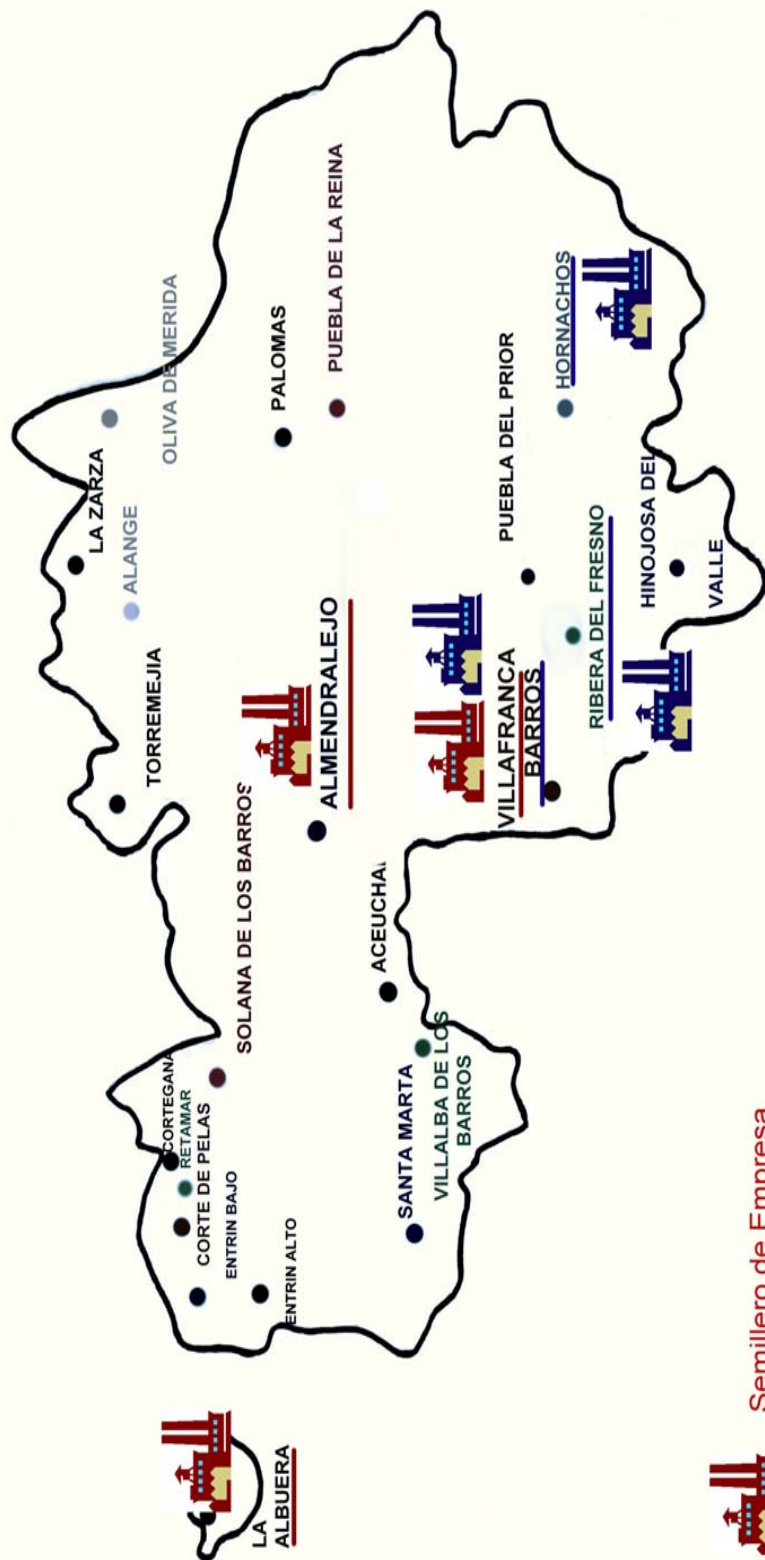 LA ZARZA
ALANGE
TORREMEJIA
OLIVA DE MERIDA
CORTEGANA
RETAMAR
CORTE DE PELAS
ENTRIN BAJO
SOLANA DE LOS BARROS
LA
ALBUERA
PALOMAS
ENTRIN ALTO
ALMENDRALEJO
PUEBLA DE LA REINA
ACEUCHAL
SANTA MARTA
VILLALBA DE LOS
BARROS
VILLAFRANCA
BARROS
PUEBLA DEL PRIOR
HORNACHOS
RIBERA DEL FRESNO
HINOJOSA DEL
VALLE
Semillero de Empresa